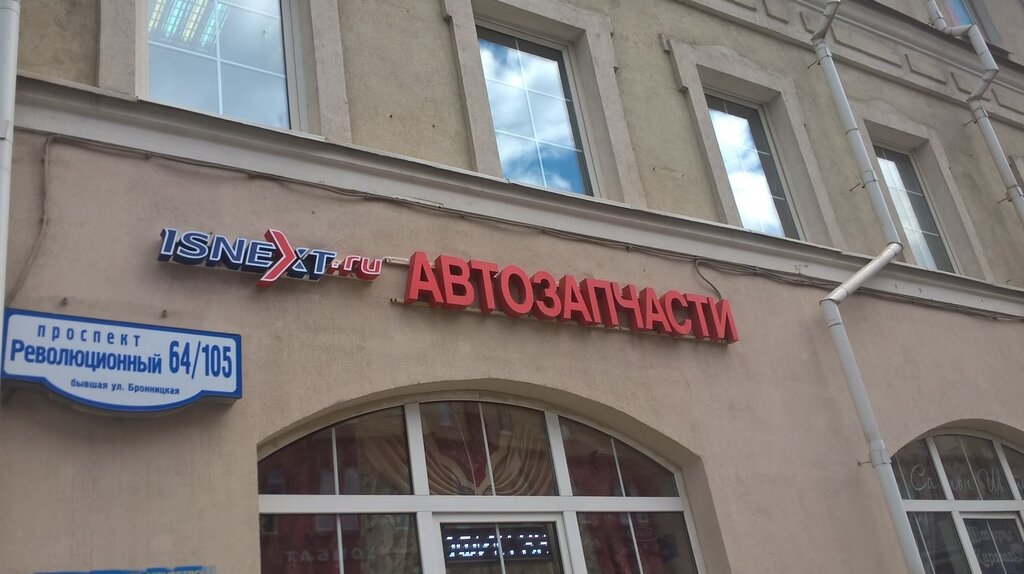 ISNEXT.ru
АВТОЗАПЧАСТИ
проспект
Революционный 64/105
бывшая ул. Бронницкая